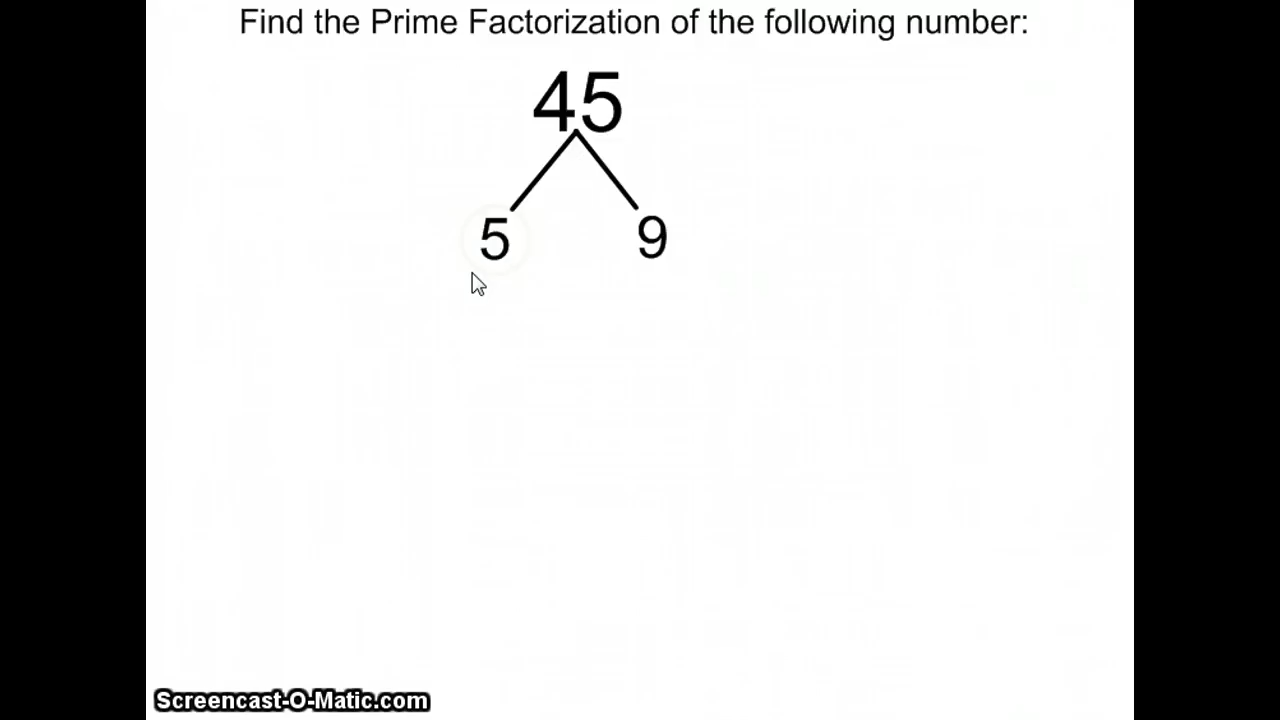 Find the Prime Factorization of the following number:
45
5 9
Screencast-O-Matic.com